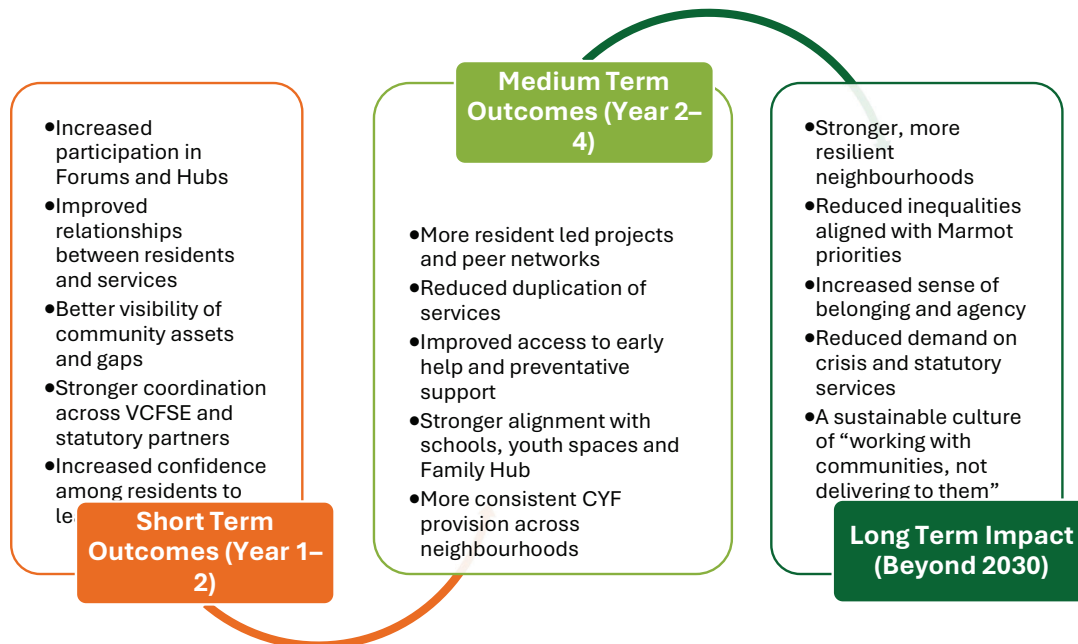 •Increased
participation in
Forums and Hubs
•Improved
relationships
between residents
and services
•Better visibility of
community assets
and gaps
•Stronger coordination
across VCFSE and
statutory partners
•Increased confidence
among residents to
Short Term
Outcomes (Year 1–
2)
Medium Term
Outcomes (Year 2–
4)
•More resident led projects
and peer networks
•Reduced duplication of
services
•Improved access to early
help and preventative
support
•Stronger alignment with
schools, youth spaces and
Family Hub
•More consistent CYF
provision across
neighbourhoods
•Stronger, more
resilient
neighbourhoods
•Reduced inequalities
aligned with Marmot
priorities
•Increased sense of
belonging and agency
•Reduced demand on
crisis and statutory
services
•A sustainable culture
of “working with
communities, not
delivering to them”
Long Term Impact
(Beyond 2030)